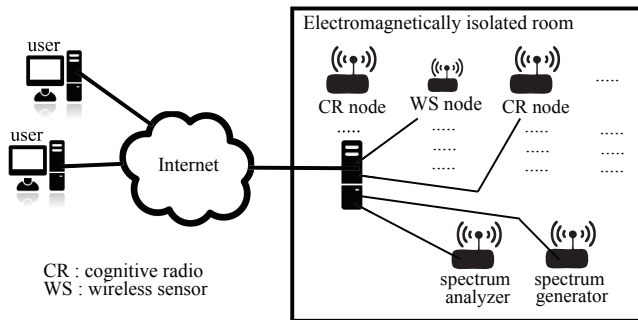 Electromagnetically isolated room
user
CR node
WS node
CR node
.....
user
.....
.....
.....
Internet
.....
.....
.....
CR : cognitive radio
WS : wireless sensor
spectrum
analyzer
spectrum
generator